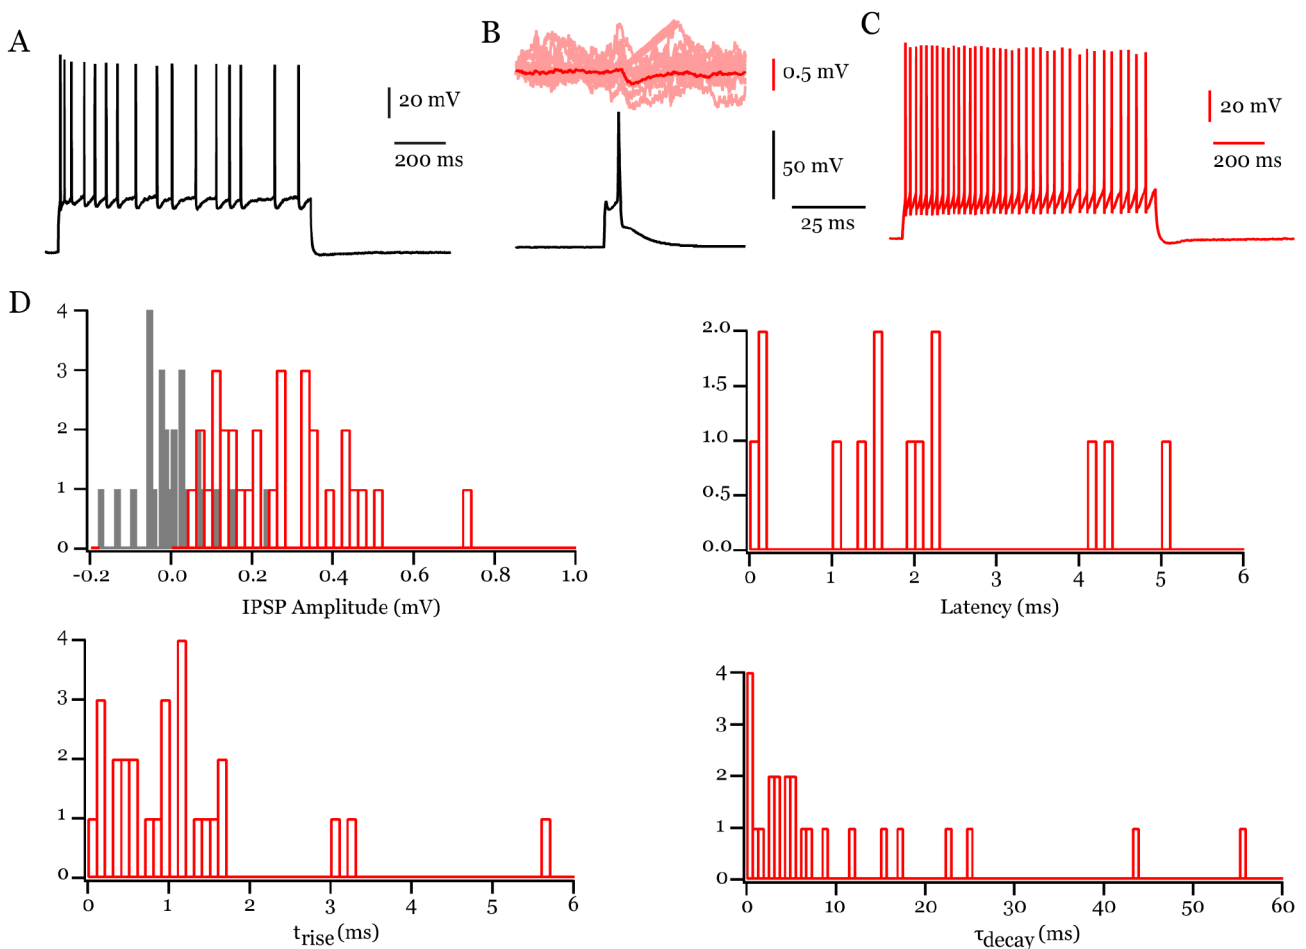 A
20 mV
200 ms
B
0.5 mV
50 mV
25 ms
C
20 mV
200 ms
D
4
3
2
1
0
-0.2 0.0 0.2 0.4 0.6 0.8 1.0
IPSP Amplitude (mV)
2.0
1.5
1.0
0.5
0.0
0 1 2 3 4 5 6
Latency (ms)
4
3
2
1
0
0 1 2 3 4 5 6
trise (ms)
4
3
2
1
0
0 10 20 30 40 50 60
τdecay (ms)